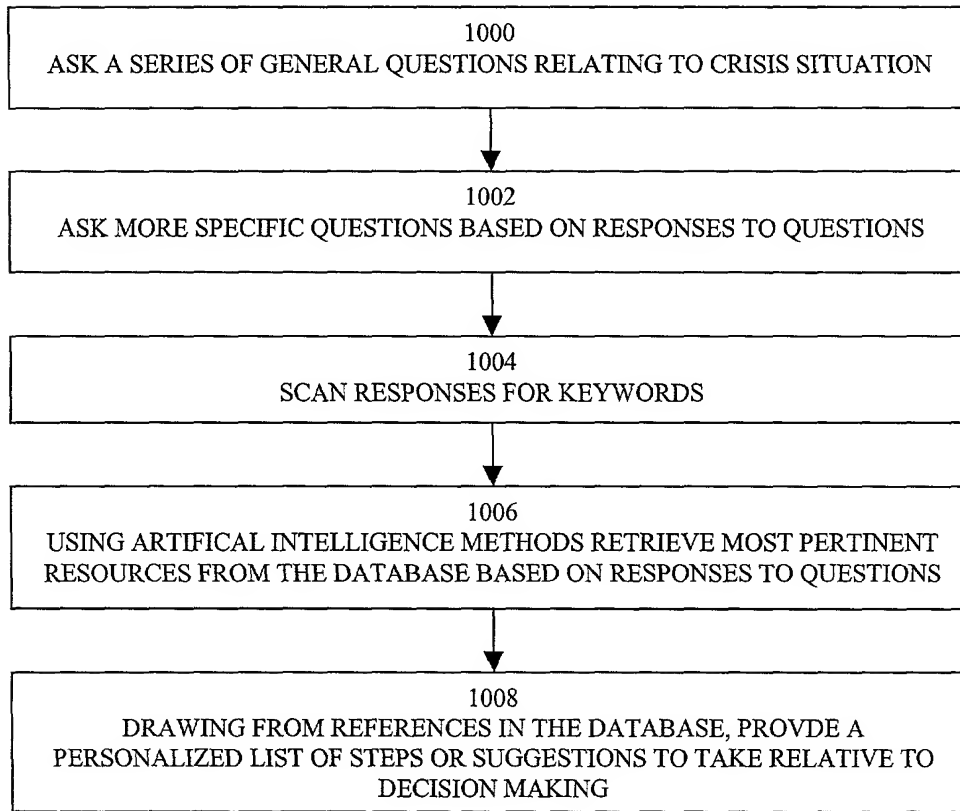 1000
ASK A SERIES OF GENERAL QUESTIONS RELATING TO CRISIS SITUATION
1002
ASK MORE SPECIFIC QUESTIONS BASED ON RESPONSES TO QUESTIONS
1004
SCAN RESPONSES FOR KEYWORDS
1006
USING ARTIFICAL INTELLIGENCE METHODS RETRIEVE MOST PERTINENT
RESOURCES FROM THE DATABASE BASED ON RESPONSES TO QUESTIONS
1008
DRAWING FROM REFERENCES IN THE DATABASE, PROVDE A
PERSONALIZED LIST OF STEPS OR SUGGESTIONS TO TAKE RELATIVE TO
DECISION MAKING